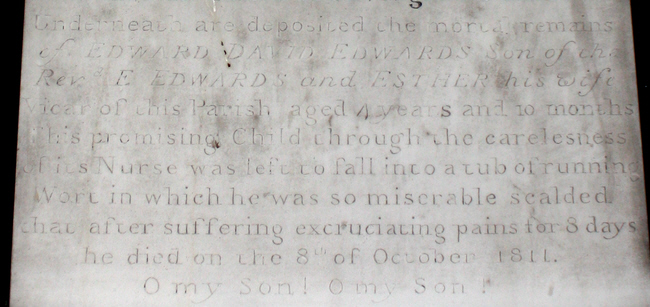 Underneath are deposited the mortal remains
of EDWARD DAVID EDWARDS Son of the
Rev.d E EDWARDS and ESTHER his wife
Vicar of this Parish aged 4 years and 10 months
This promising Child through the carelesness
of its Nurse was left to fall into a tub of running
Wort in which he was so miserable scalded
that after suffering excruciating pains for 8 days
he died on the 8th of October 1811.
O my Son! O my Son!